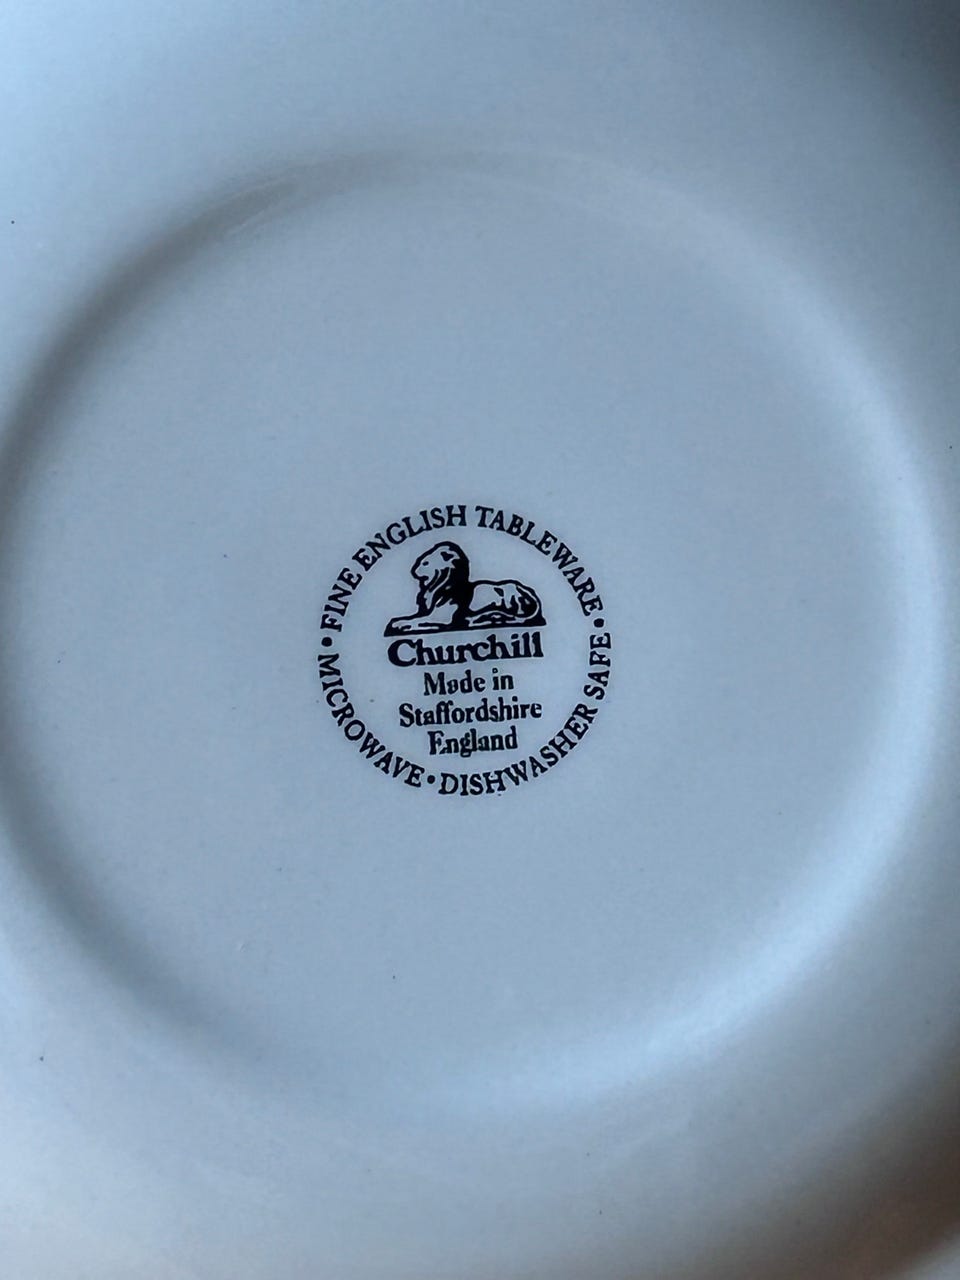 • FINE ENGLISH TABLEWARE •
Churchill
Made in
Staffordshire
England
MICROWAVE • DISHWASHER SAFE